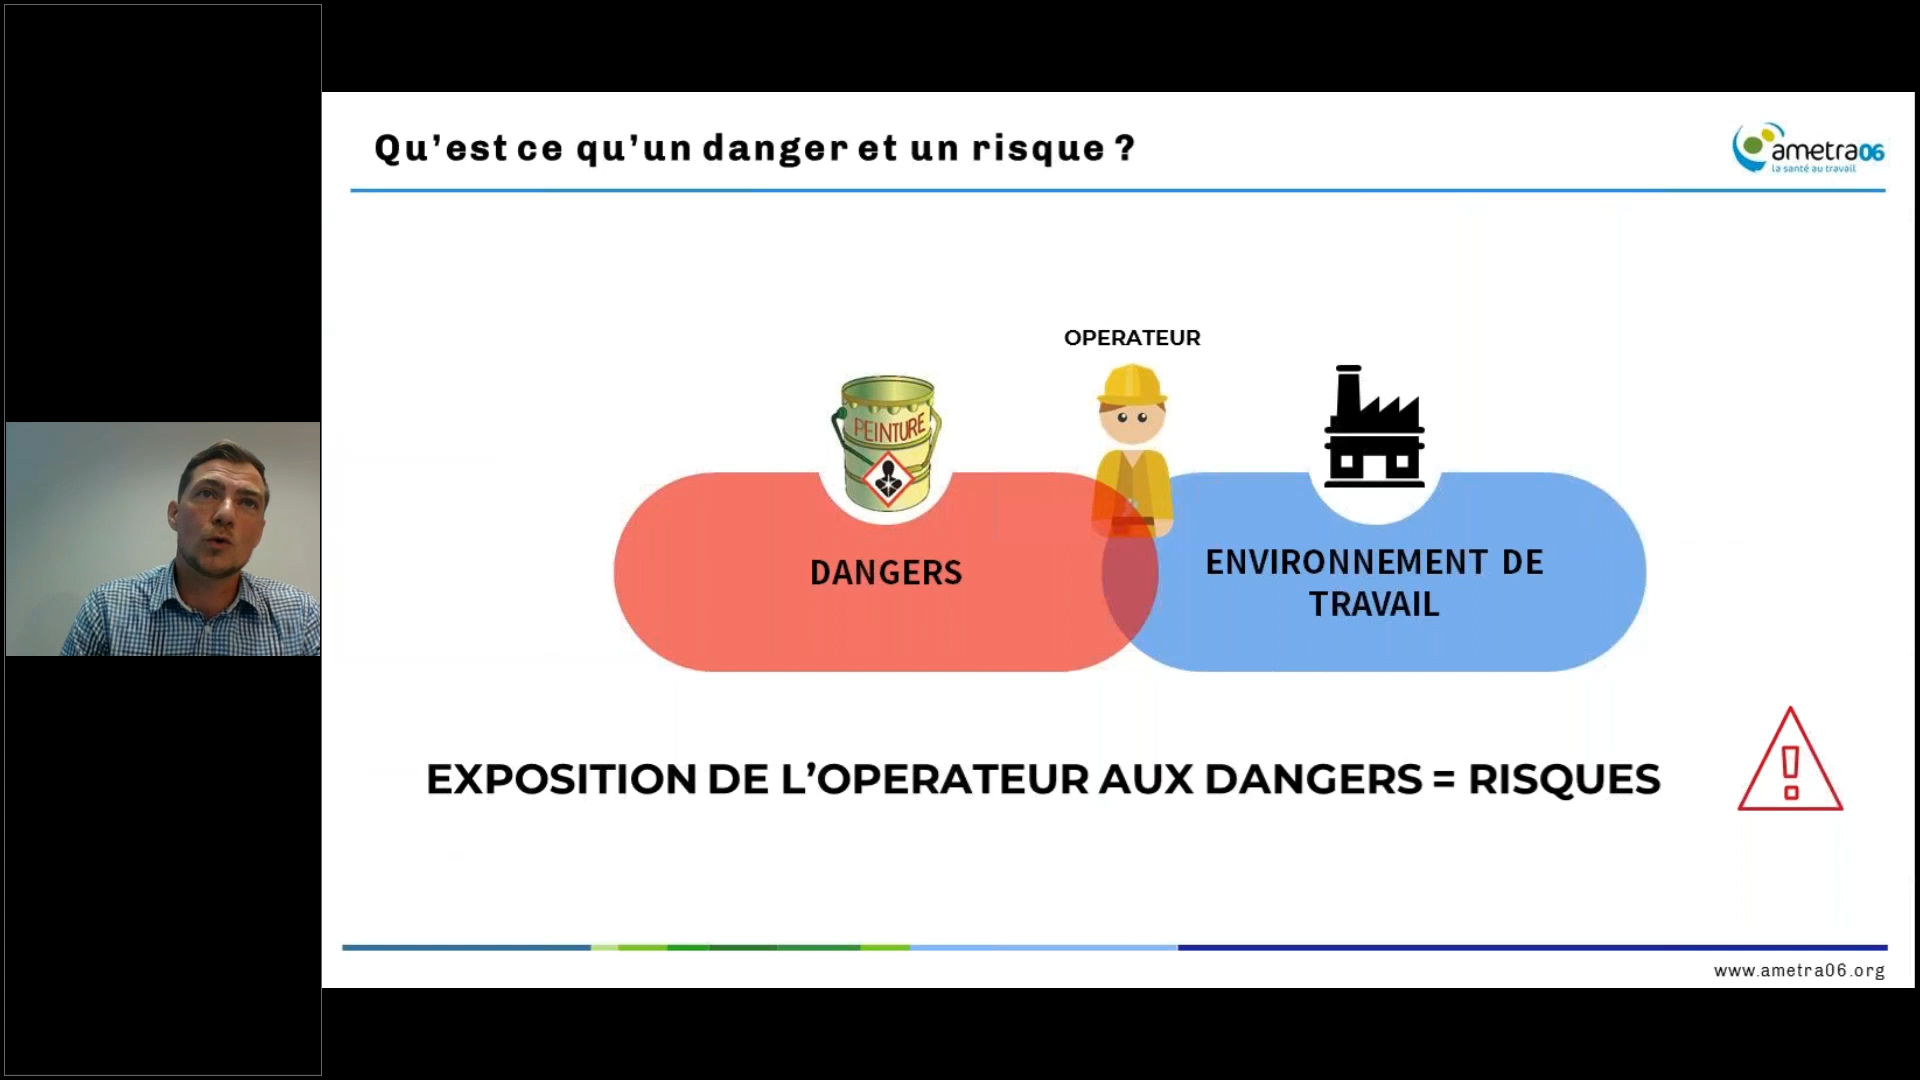 Qu’est ce qu’un danger et un risque ?
ametra06
la santé au travail
OPERATEUR
PEINTURE
DANGERS
ENVIRONNEMENT DE
TRAVAIL
EXPOSITION DE L’OPERATEUR AUX DANGERS = RISQUES
www.ametra06.org